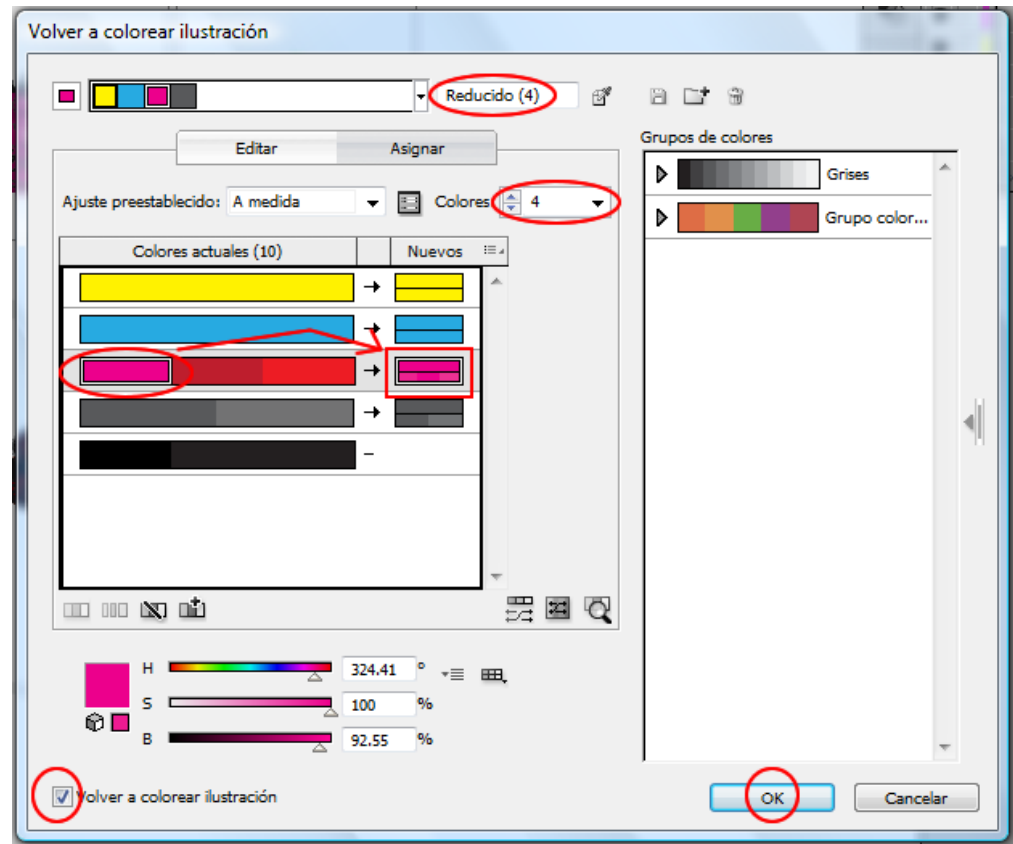 Volver a colorear ilustración
Reducido (4)
Editar Asignar
Grupos de colores
Ajuste preestablecido: A medida Colores: 4
Grises
Grupo color...
Colores actuales (10) Nuevos
H 324.41 °
S 100 %
B 92.55 %
Volver a colorear ilustración
OK Cancelar